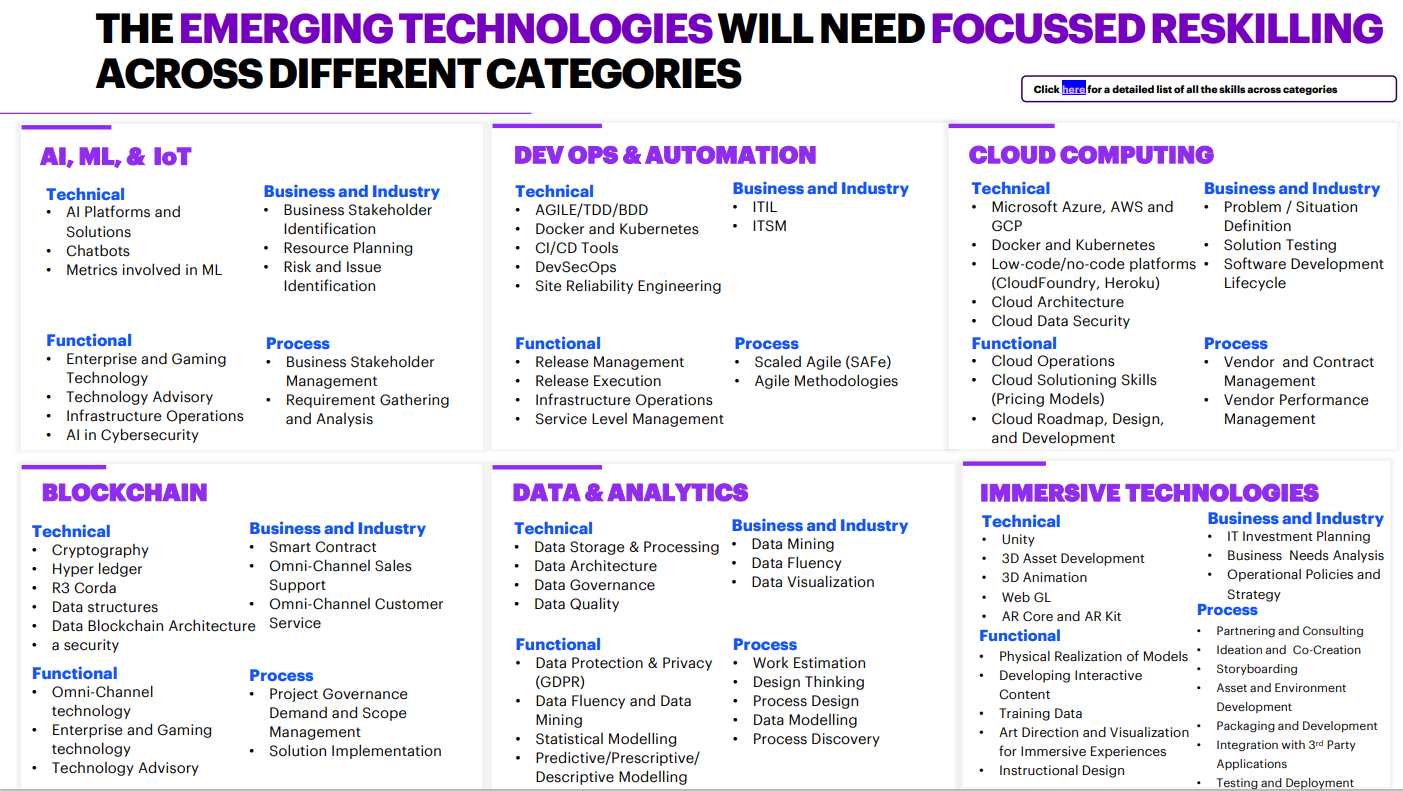 THE EMERGING TECHNOLOGIES WILL NEED FOCUSSED RESKILLING
ACROSS DIFFERENT CATEGORIES
Click here for a detailed list of all the skills across categories
AI, ML, & IoT
Technical
• AI Platforms and
Solutions
• Chatbots
• Metrics involved in ML
Business and Industry
• Business Stakeholder
Identification
• Resource Planning
• Risk and Issue
Identification
Functional
• Enterprise and Gaming
Technology
• Technology Advisory
• Infrastructure Operations
• AI in Cybersecurity
Process
• Business Stakeholder
Management
• Requirement Gathering
and Analysis
DEV OPS & AUTOMATION
Technical
• AGILE/TDD/BDD
• Docker and Kubernetes
• CI/CD Tools
• DevSecOps
• Site Reliability Engineering
Business and Industry
• ITIL
• ITSM
Functional
• Release Management
• Release Execution
• Infrastructure Operations
• Service Level Management
Process
• Scaled Agile (SAFe)
• Agile Methodologies
CLOUD COMPUTING
Technical
• Microsoft Azure, AWS and
GCP
• Docker and Kubernetes
• Low-code/no-code platforms
(CloudFoundry, Heroku)
• Cloud Architecture
• Cloud Data Security
Business and Industry
• Problem / Situation
Definition
• Solution Testing
• Software Development
Lifecycle
Functional
• Cloud Operations
• Cloud Solutioning Skills
(Pricing Models)
• Cloud Roadmap, Design,
and Development
Process
• Vendor and Contract
Management
• Vendor Performance
Management
BLOCKCHAIN
Technical
• Cryptography
• Hyper ledger
• R3 Corda
• Data structures
• Data Blockchain Architecture
• a security
Business and Industry
• Smart Contract
• Omni-Channel Sales
Support
• Omni-Channel Customer
Service
Functional
• Omni-Channel
technology
• Enterprise and Gaming
technology
• Technology Advisory
Process
• Project Governance
Demand and Scope
Management
• Solution Implementation
DATA & ANALYTICS
Technical
• Data Storage & Processing
• Data Architecture
• Data Governance
• Data Quality
Business and Industry
• Data Mining
• Data Fluency
• Data Visualization
Functional
• Data Protection & Privacy
(GDPR)
• Data Fluency and Data
Mining
• Statistical Modelling
• Predictive/Prescriptive/
Descriptive Modelling
Process
• Work Estimation
• Design Thinking
• Process Design
• Data Modelling
• Process Discovery
IMMERSIVE TECHNOLOGIES
Technical
• Unity
• 3D Asset Development
• 3D Animation
• Web GL
• AR Core and AR Kit
Business and Industry
• IT Investment Planning
• Business Needs Analysis
• Operational Policies and
Strategy
Functional
• Physical Realization of Models
• Developing Interactive
Content
• Training Data
• Art Direction and Visualization
for Immersive Experiences
• Instructional Design
Process
• Partnering and Consulting
• Ideation and Co-Creation
• Storyboarding
• Asset and Environment
Development
• Packaging and Development
• Integration with 3rd Party
Applications
• Testing and Deployment